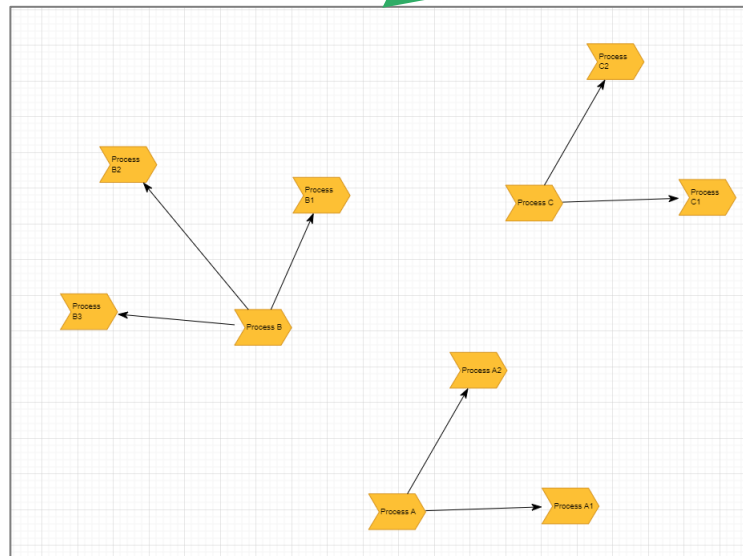 Process
C2
Process
B2
Process
B1
Process C
Process
C1
Process
B3
Process B
Process A2
Process A
Process A1